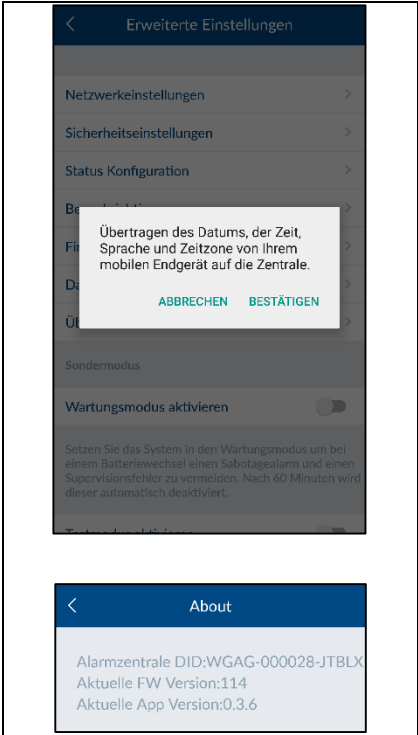 Erweiterte Einstellungen
Netzwerkeinstellungen
Sicherheitseinstellungen
Status Konfiguration
Übertragen des Datums, der Zeit,
Sprache und Zeitzone von Ihrem
mobilen Endgerät auf die Zentrale.
ABBRECHEN BESTÄTIGEN
Sondermodus
Wartungsmodus aktivieren
Setzen Sie das System in den Wartungsmodus um bei
einem Batteriewechsel einen Sabotagealarm und einen
Supervisionsfehler zu vermeiden. Nach 60 Minuten wird
dieser automatisch deaktiviert.
About
Alarmzentrale DID:WGAG-000028-JTBLX
Aktuelle FW Version:114
Aktuelle App Version:0.3.6